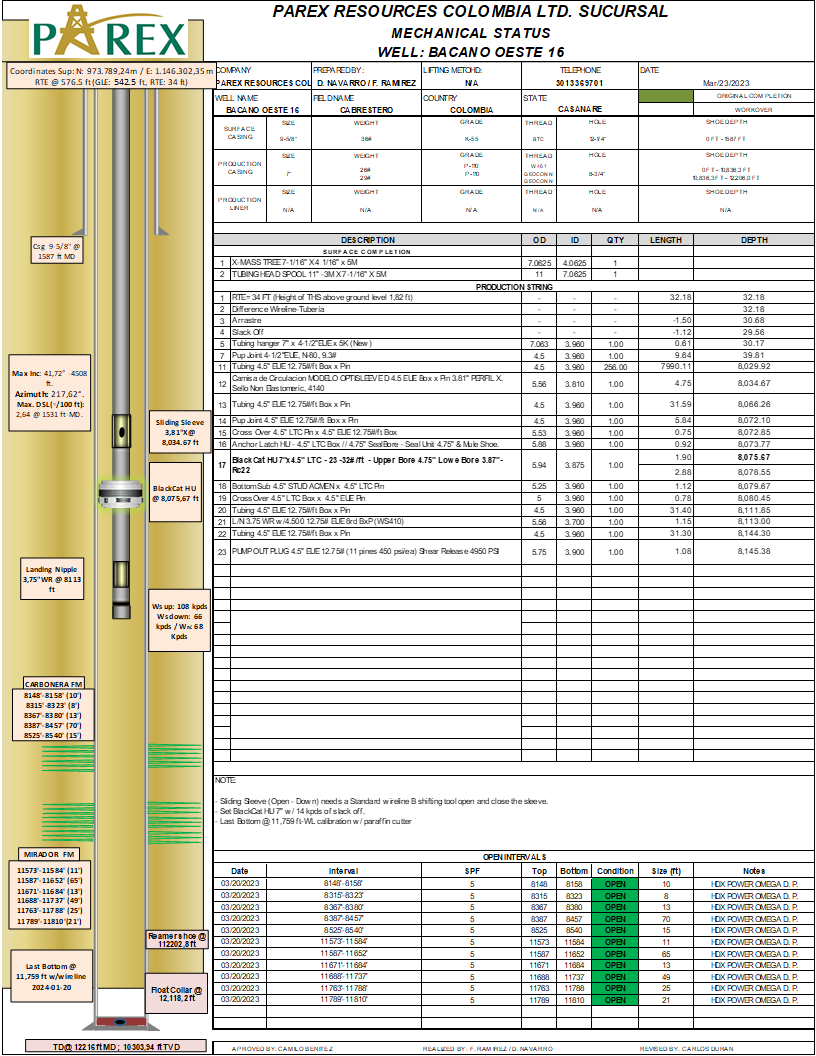 PAREX RESOURCES COLOMBIA LTD. SUCURSAL
MECHANICAL STATUS
WELL: BACANO OESTE 16
PAREX
Coordinates Sup: N: 973.789,24m / E: 1.146.302,35 m
RTE @ 576,5 ft (GLE: 542.5 ft, RTE: 34 ft)
COMPANY PREPARED BY: LIFTING METOHD: TELEPHONE DATE
PAREX RESOURCES COL D. NAVARRO / F. RAMIREZ N/A 3013369701 Mar/23/2023
WELL NAME FIELD NAME COUNTRY STATE ORIGINAL COMPLETION
BACANO OESTE 16 CABRESTERO COLOMBIA CASANARE WORKOVER
SURFACE CASING SIZE WEIGHT GRADE THREAD HOLE SHOE DEPTH
9-5/8" 36# K-55 BTC 12-1/4" 0 FT - 1587 FT
PRODUCTION CASING SIZE WEIGHT GRADE THREAD HOLE SHOE DEPTH
7" 26# P-110 W461 GEOCONN 8-3/4" 0 FT - 10,836,3 FT
29# P-110 GEOCONN 10,836,3 FT - 12,206,0 FT
PRODUCTION LINER SIZE WEIGHT GRADE THREAD HOLE SHOE DEPTH
N/A N/A N/A N/A N/A N/A
DESCRIPTION OD ID QTY LENGTH DEPTH
SURFACE COMPLETION
1 X-MASS TREE 7-1/16" X 4 1/16" x 5M 7.0625 4.0625 1
2 TUBING HEAD SPOOL 11" -3M X 7-1/16" X 5M 11 7.0625 1
PRODUCTION STRING
1 RTE= 34 FT (Height of THS above ground level 1,82 ft) - - - 32.18 32.18
2 Diference Wireline-Tubería - - - 32.18
3 Arrastre - - - -1.50 30.68
4 Slack Off - - - -1.12 29.56
5 Tubing hanger 7" x 4-1/2"EUE x 5K (New) 7.063 3.960 1.00 0.61 30.17
7 Pup Joint 4-1/2"EUE, N-80, 9.3# 4.5 3.960 1.00 9.64 39.81
11 Tubing 4.5" EUE 12.75#/ft Box x Pin 4.5 3.960 256.00 7990.11 8,029.92
12 Camisa de Circulacion MODELO OPTISLEEVE D 4.5 EUE Box x Pin 3.81" PERFIL X. Sello Non Elastomeric, 4140 5.56 3.810 1.00 4.75 8,034.67
13 Tubing 4.5" EUE 12.75#/ft Box x Pin 4.5 3.960 1.00 31.59 8,066.26
14 Pup Joint 4.5" EUE 12.75#/ft Box x Pin 4.5 3.960 1.00 5.84 8,072.10
15 Cross Over 4.5" LTC Pin x 4.5" EUE 12.75#/ft Box 5.53 3.960 1.00 0.75 8,072.85
16 Anchor Latch HU - 4.5" LTC Box // 4.75" SealBore - Seal Unit 4.75" & Mule Shoe. 5.88 3.960 1.00 0.92 8,073.77
17 BlackCat HU 7"x 4.5" LTC - 23 -32# /ft - Upper Bore 4.75" Lowe Bore 3.87"- Rc22 5.94 3.875 1.00 1.90 8,075.67
2.88 8,078.55
18 Bottom Sub 4.5" STUD ACMEN x 4.5" LTC Pin 5.25 3.960 1.00 1.12 8,079.67
19 Cross Over 4.5" LTC Box x 4.5" EUE Pin 5 3.960 1.00 0.78 8,080.45
20 Tubing 4.5" EUE 12.75#/ft Box x Pin 4.5 3.960 1.00 31.40 8,111.85
21 L/N 3.75 WR w/4.500 12.75# EUE 8rd BxP (WS410) 5.56 3.700 1.00 1.15 8,113.00
22 Tubing 4.5" EUE 12.75#/ft Box x Pin 4.5 3.960 1.00 31.30 8,144.30
23 PUMP OUT PLUG 4.5" EUE 12.75# (11 pines 450 psi/ea) Shear Release 4950 PSI 5.75 3.900 1.00 1.08 8,145.38
Csg 9-5/8" @
1587 ft MD
Max Inc: 41,72° 4508
ft.
Azimuth: 217,62°.
Max. DSL(°/100 ft):
2,64 @ 1531 ft-MD.
Sliding Sleeve
3,81"X @
8,034,67 ft
BlackCat HU
@ 8,075,67 ft
Landing Nipple
3,75"WR @ 8113
ft
Ws up: 108 kpds
Ws down: 66
kpds / WNC 68
Kpds
CARBONERA FM
8148'-8158' (10')
8315'-8323' (8')
8367'-8380' (13')
8387'-8457' (70')
8525'-8540' (15')
MIRADOR FM
11573'-11584' (11')
11587'-11652' (65')
11671'-11684' (13')
11688'-11737' (49')
11763'-11788' (25')
11789'-11810' (21')
Reamer shoe @
112202,8 ft
Last Bottom @
11,759 ft w/wireline
2024-01-20
Float Collar @
12,118,2 ft
TD@ 12216 ft MD ; 10303,94 ft TVD
NOTE:
- Sliding Sleeve (Open - Down) needs a Standard wireline B shifting tool open and close the sleeve.
- Set BlackCat HU 7" w/ 14 kpds of slack off.
- Last Bottom @ 11,759 ft-WL calibration w/ paraffin cutter
OPEN INTERVALS
Date Interval SPF Top Bottom Condition Size (ft) Notes
03/20/2023 8148'-8158' 5 8148 8158 OPEN 10 HDX POWER OMEGA D. P.
03/20/2023 8315'-8323' 5 8315 8323 OPEN 8 HDX POWER OMEGA D. P.
03/20/2023 8367'-8380' 5 8367 8380 OPEN 13 HDX POWER OMEGA D. P.
03/20/2023 8387'-8457' 5 8387 8457 OPEN 70 HDX POWER OMEGA D. P.
03/20/2023 8525'-8540' 5 8525 8540 OPEN 15 HDX POWER OMEGA D. P.
03/20/2023 11573'-11584' 5 11573 11584 OPEN 11 HDX POWER OMEGA D. P.
03/20/2023 11587'-11652' 5 11587 11652 OPEN 65 HDX POWER OMEGA D. P.
03/20/2023 11671'-11684' 5 11671 11684 OPEN 13 HDX POWER OMEGA D. P.
03/20/2023 11688'-11737' 5 11688 11737 OPEN 49 HDX POWER OMEGA D. P.
03/20/2023 11763'-11788' 5 11763 11788 OPEN 25 HDX POWER OMEGA D. P.
03/20/2023 11789'-11810' 5 11789 11810 OPEN 21 HDX POWER OMEGA D. P.
APROVED BY: CAMILO BENITEZ REALIZED BY: F. RAMIREZ / D. NAVARRO REVISED BY: CARLOS DURAN